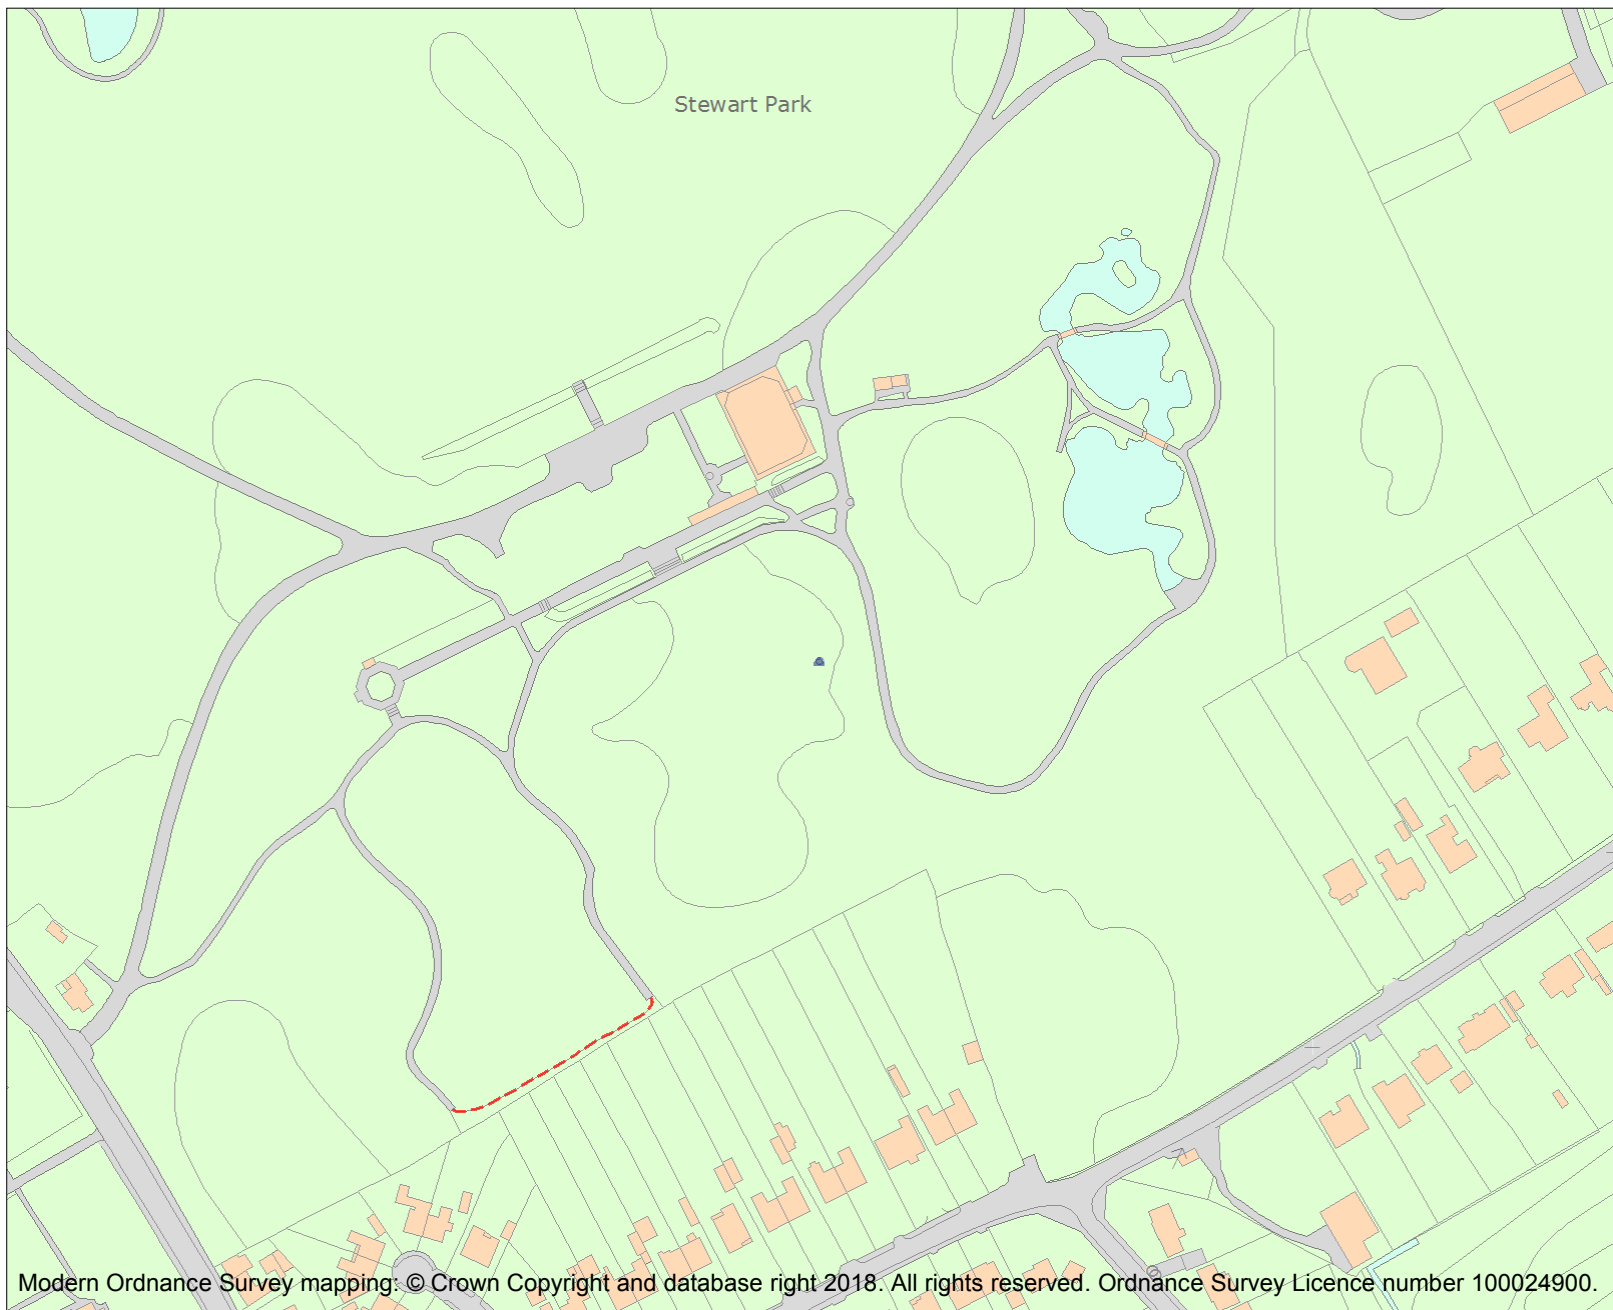 Stewart Park
Modern Ordnance Survey mapping: © Crown Copyright and database right 2018. All rights reserved. Ordnance Survey Licence number 100024900.